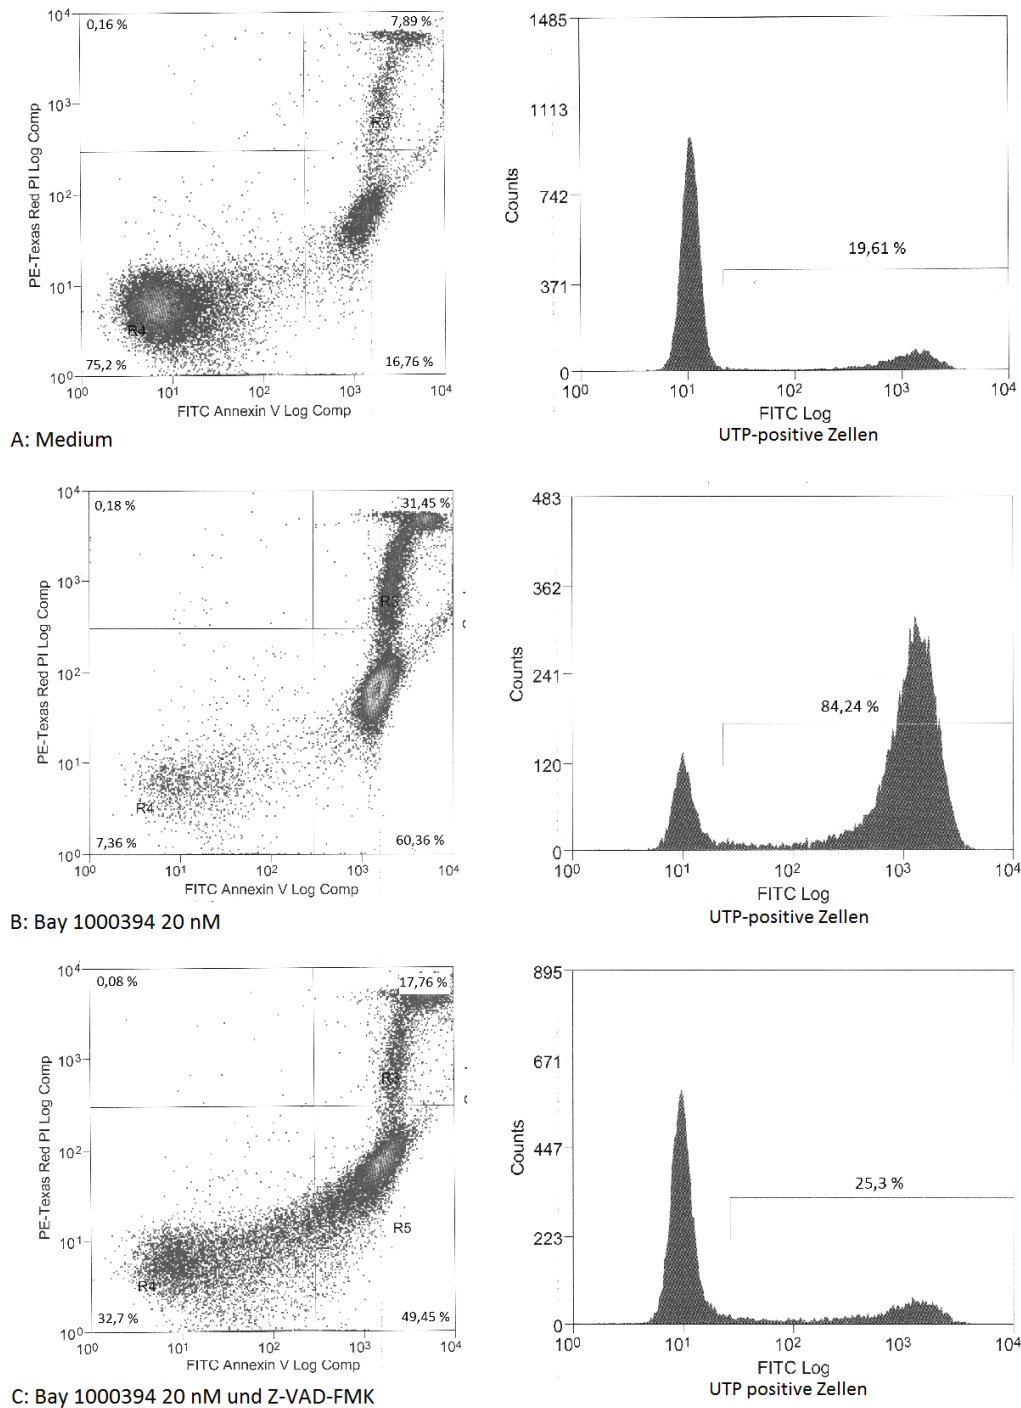 10⁴
0,16 %
7,89 %
10³
R3
10²
10¹
R4
75,2 %
16,76 %
10⁰
10⁰ 10¹ 10² 10³ 10⁴
PE-Texas Red PI Log Comp
FITC Annexin V Log Comp
A: Medium
1485
1113
742
371
0
Counts
19,61 %
10⁰ 10¹ 10² 10³ 10⁴
FITC Log
UTP-positive Zellen
10⁴
0,18 %
31,45 %
10³
R3
10²
10¹
R4
7,36 %
60,36 %
10⁰
10⁰ 10¹ 10² 10³ 10⁴
PE-Texas Red PI Log Comp
FITC Annexin V Log Comp
B: Bay 1000394 20 nM
483
362
241
120
0
Counts
84,24 %
10⁰ 10¹ 10² 10³ 10⁴
FITC Log
UTP-positive Zellen
10⁴
0,08 %
17,76 %
10³
R3
10²
R5
10¹
R4
32,7 %
49,45 %
10⁰
10⁰ 10¹ 10² 10³ 10⁴
PE-Texas Red PI Log Comp
FITC Annexin V Log Comp
C: Bay 1000394 20 nM und Z-VAD-FMK
895
671
447
223
0
Counts
25,3 %
10⁰ 10¹ 10² 10³ 10⁴
FITC Log
UTP positive Zellen